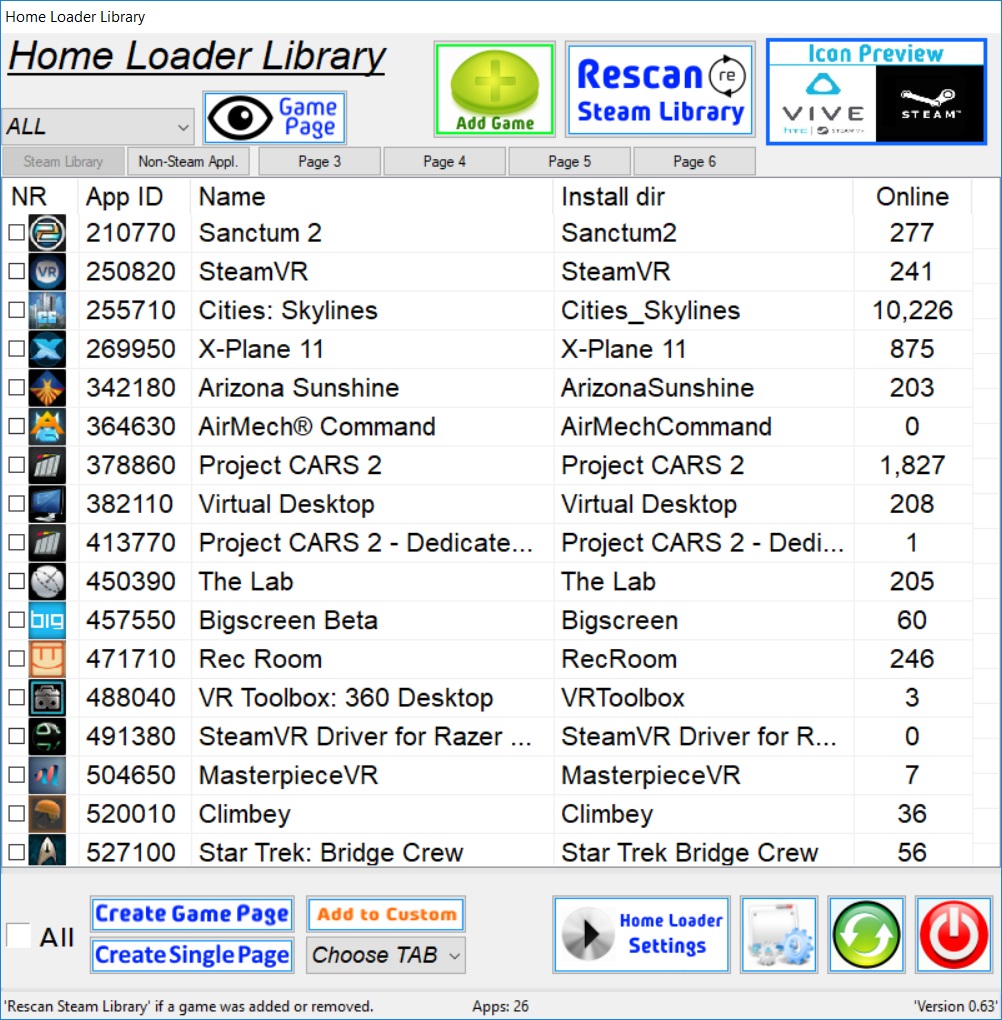 Home Loader Library
Home Loader Library
Add Game
Rescan re
Steam Library
Icon Preview
VIVE
htc | STEAMVR
STEAM™
ALL
Game
Page
Steam Library Non-Steam Appl. Page 3 Page 4 Page 5 Page 6
NR App ID Name Install dir Online
210770 Sanctum 2 Sanctum2 277
VR 250820 SteamVR SteamVR 241
255710 Cities: Skylines Cities_Skylines 10,226
269950 X-Plane 11 X-Plane 11 875
342180 Arizona Sunshine ArizonaSunshine 203
364630 AirMech® Command AirMechCommand 0
378860 Project CARS 2 Project CARS 2 1,827
382110 Virtual Desktop Virtual Desktop 208
413770 Project CARS 2 - Dedicate... Project CARS 2 - Dedi... 1
450390 The Lab The Lab 205
big 457550 Bigscreen Beta Bigscreen 60
471710 Rec Room RecRoom 246
488040 VR Toolbox: 360 Desktop VRToolbox 3
491380 SteamVR Driver for Razer ... SteamVR Driver for R... 0
504650 MasterpieceVR MasterpieceVR 7
520010 Climbey Climbey 36
527100 Star Trek: Bridge Crew Star Trek Bridge Crew 56
All
Create Game Page
Create Single Page
Add to Custom
Choose TAB
Home Loader
Settings
'Rescan Steam Library' if a game was added or removed. Apps: 26 'Version 0.63'